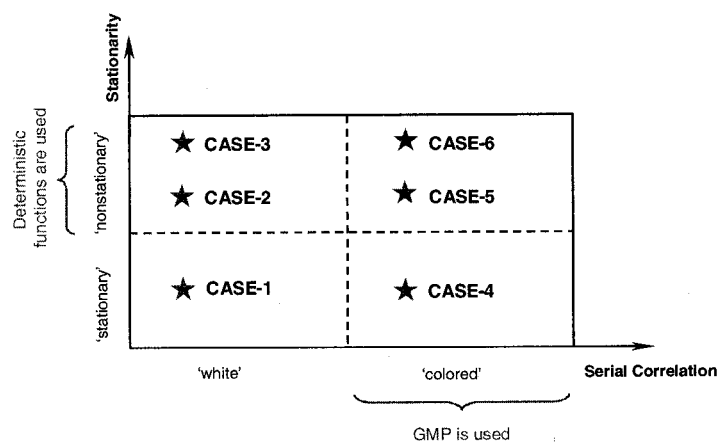 Stationarity
Deterministic
functions are used
'nonstationary'
'stationary'
CASE-3
CASE-6
CASE-2
CASE-5
CASE-1
CASE-4
'white'
'colored'
Serial Correlation
GMP is used